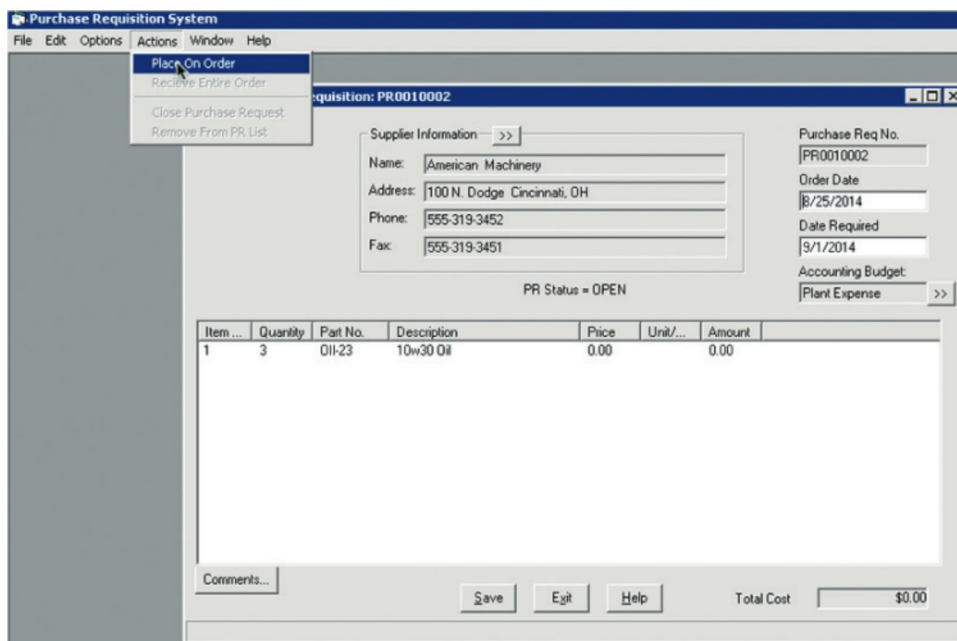 Purchase Requisition System
File Edit Options Actions Window Help
Place On Order
Recieve Entire Order
Close Purchase Request
Remove From PR List
equisition: PR0010002
Supplier Information >>
Name: American Machinery
Address: 100 N. Dodge Cincinnati, OH
Phone: 555-319-3452
Fax: 555-319-3451
Purchase Req No.
PR0010002
Order Date
8/25/2014
Date Required
9/1/2014
Accounting Budget:
Plant Expense >>
PR Status = OPEN
Item ... Quantity Part No. Description Price Unit/... Amount
1 3 OIl-23 10w30 Oil 0.00 0.00
Comments...
Save Exit Help Total Cost $0.00